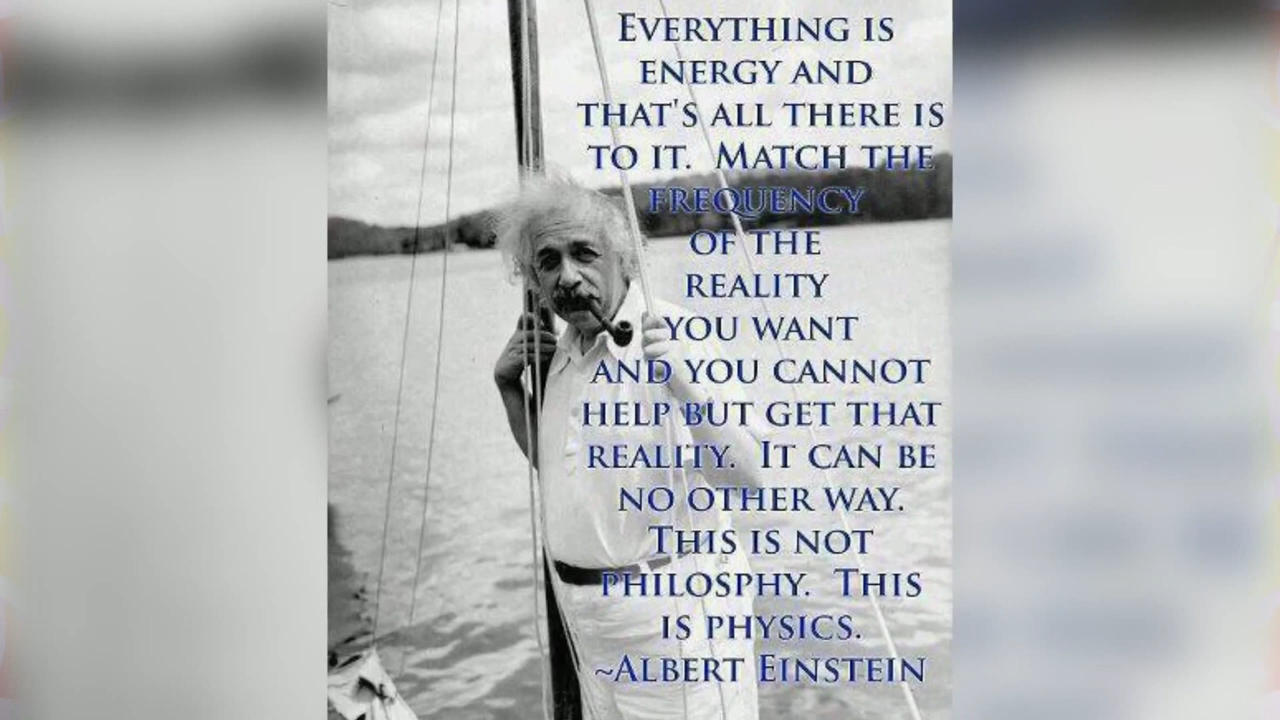 EVERYTHING IS
ENERGY AND
THAT'S ALL THERE IS
TO IT. MATCH THE
FREQUENCY
OF THE
REALITY
YOU WANT
AND YOU CANNOT
HELP BUT GET THAT
REALITY. IT CAN BE
NO OTHER WAY.
THIS IS NOT
PHILOSPHY. THIS
IS PHYSICS.
~ALBERT EINSTEIN